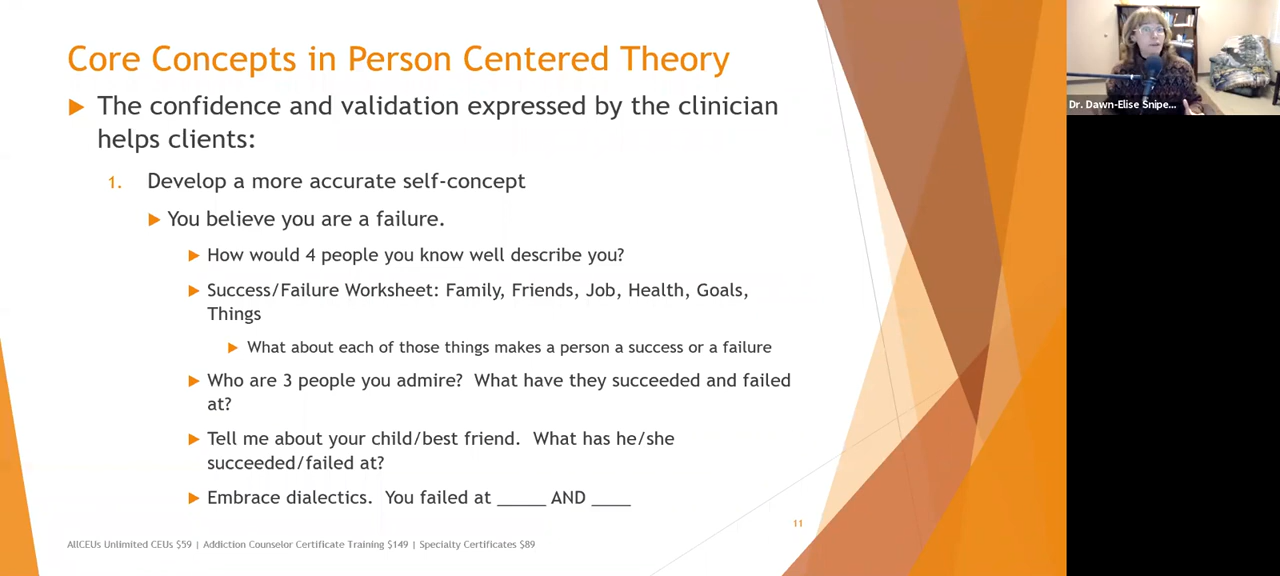 Core Concepts in Person Centered Theory
The confidence and validation expressed by the clinician
helps clients:
1. Develop a more accurate self-concept
You believe you are a failure.
How would 4 people you know well describe you?
Success/Failure Worksheet: Family, Friends, Job, Health, Goals,
Things
What about each of those things makes a person a success or a failure
Who are 3 people you admire? What have they succeeded and failed
at?
Tell me about your child/best friend. What has he/she
succeeded/failed at?
Embrace dialectics. You failed at _____ AND ____
11
AllCEUs Unlimited CEUs $59 | Addiction Counselor Certificate Training $149 | Specialty Certificates $89
Dr. Dawn-Elise Snipe...